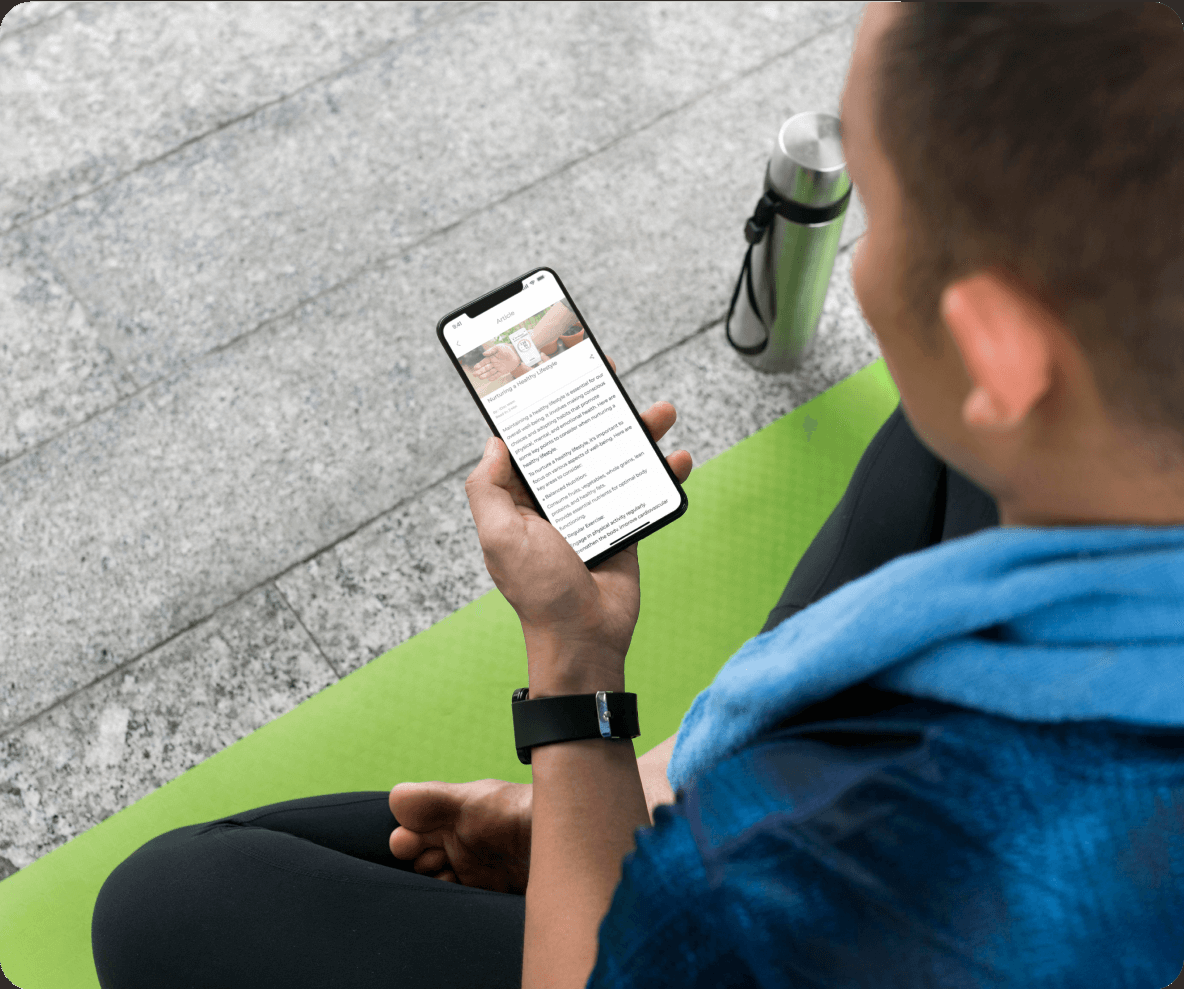 9:41
Article
Nurturing a Healthy Lifestyle
Maintaining a healthy lifestyle is essential for our
overall well-being. It involves making conscious
choices and adopting habits that promote
physical, mental, and emotional health. Here are
some key points to consider when nurturing a
healthy lifestyle.
To nurture a healthy lifestyle, it's important to
focus on various aspects of well-being. Here are
key areas to consider:
• Balanced Nutrition:
Consume fruits, vegetables, whole grains, lean
proteins, and healthy fats.
Provide essential nutrients for optimal body
functioning.
Regular Exercise:
ngage in physical activity regularly.
rengthen the body, improve cardiovascular